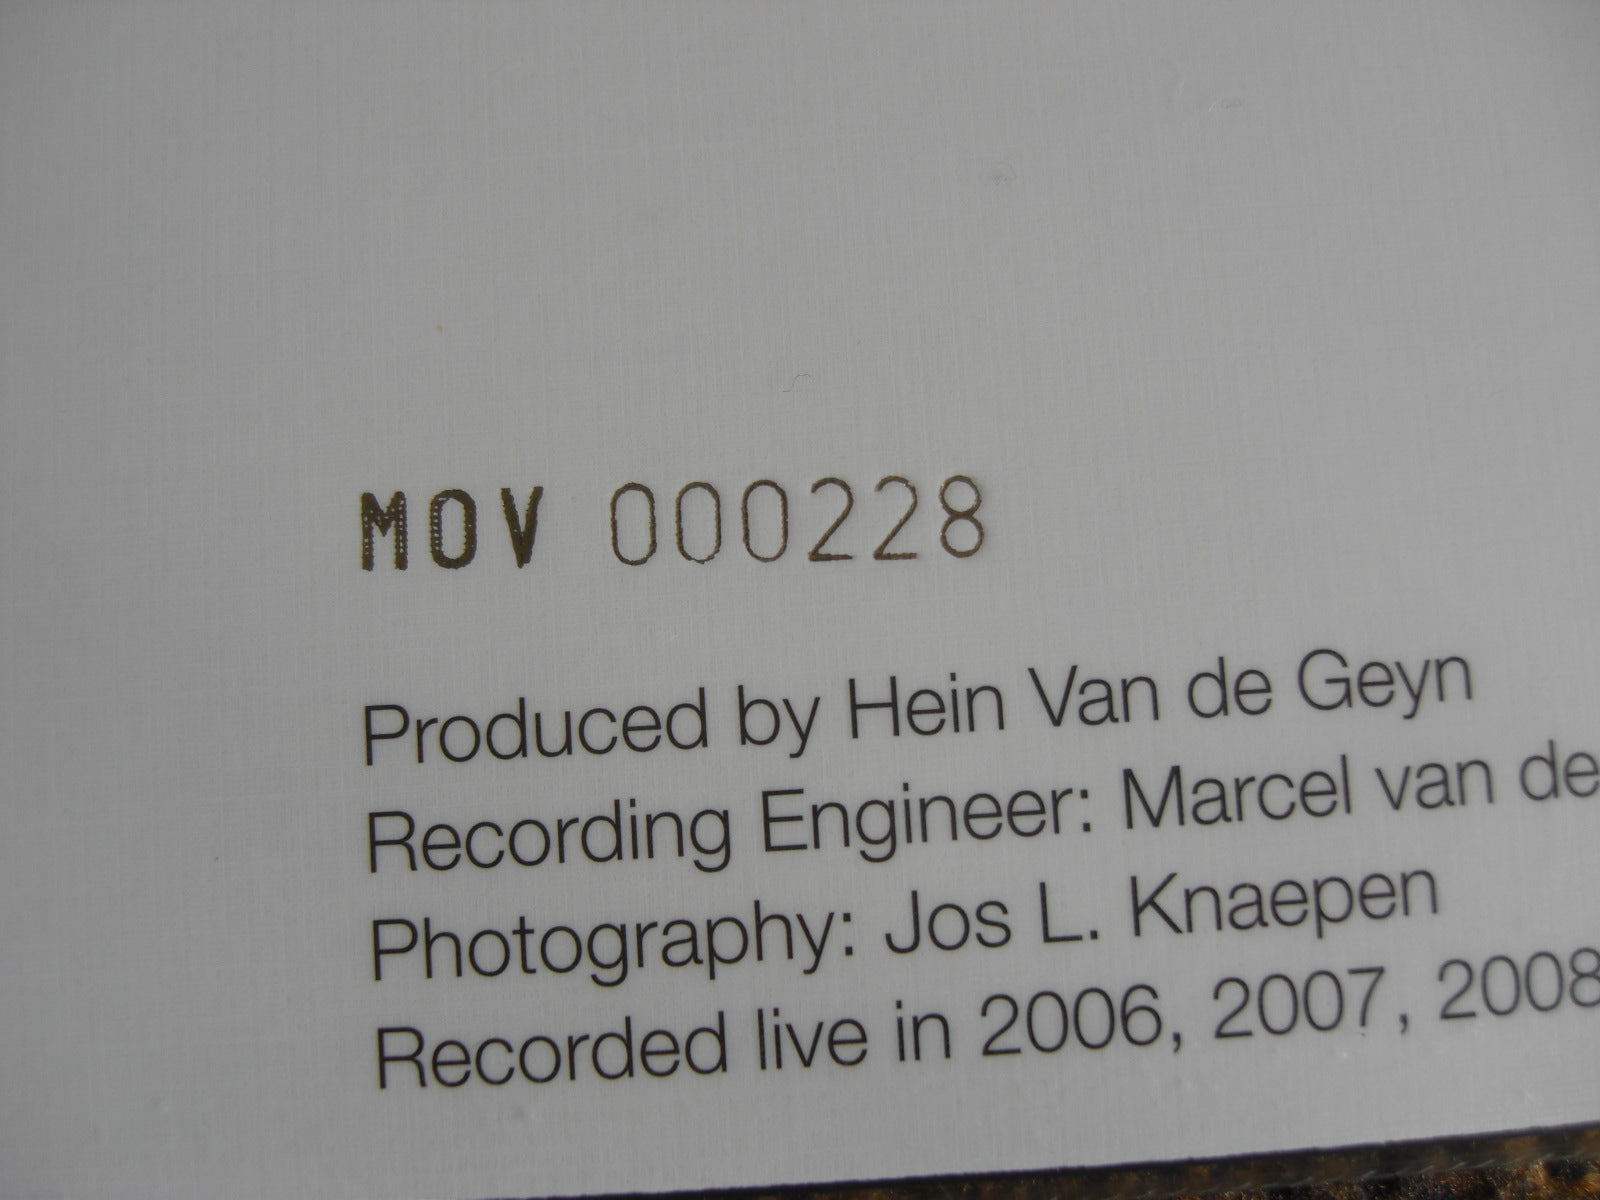 MOV 000228
Produced by Hein Van de Geyn
Recording Engineer: Marcel van de
Photography: Jos L. Knaepen
Recorded live in 2006, 2007, 2008